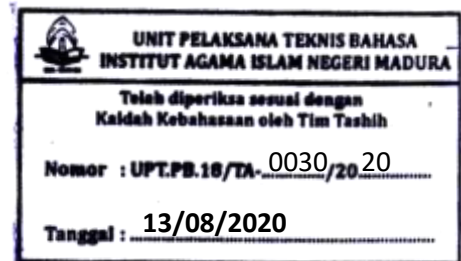 UNIT PELAKSANA TEKNIS BAHASA
INSTITUT AGAMA ISLAM NEGERI MADURA
Telah diperiksa sesuai dengan
Kaidah Kebahasaan oleh Tim Tashih
Nomor : UPT.PB.18/TA-0030/2020
Tanggal : 13/08/2020